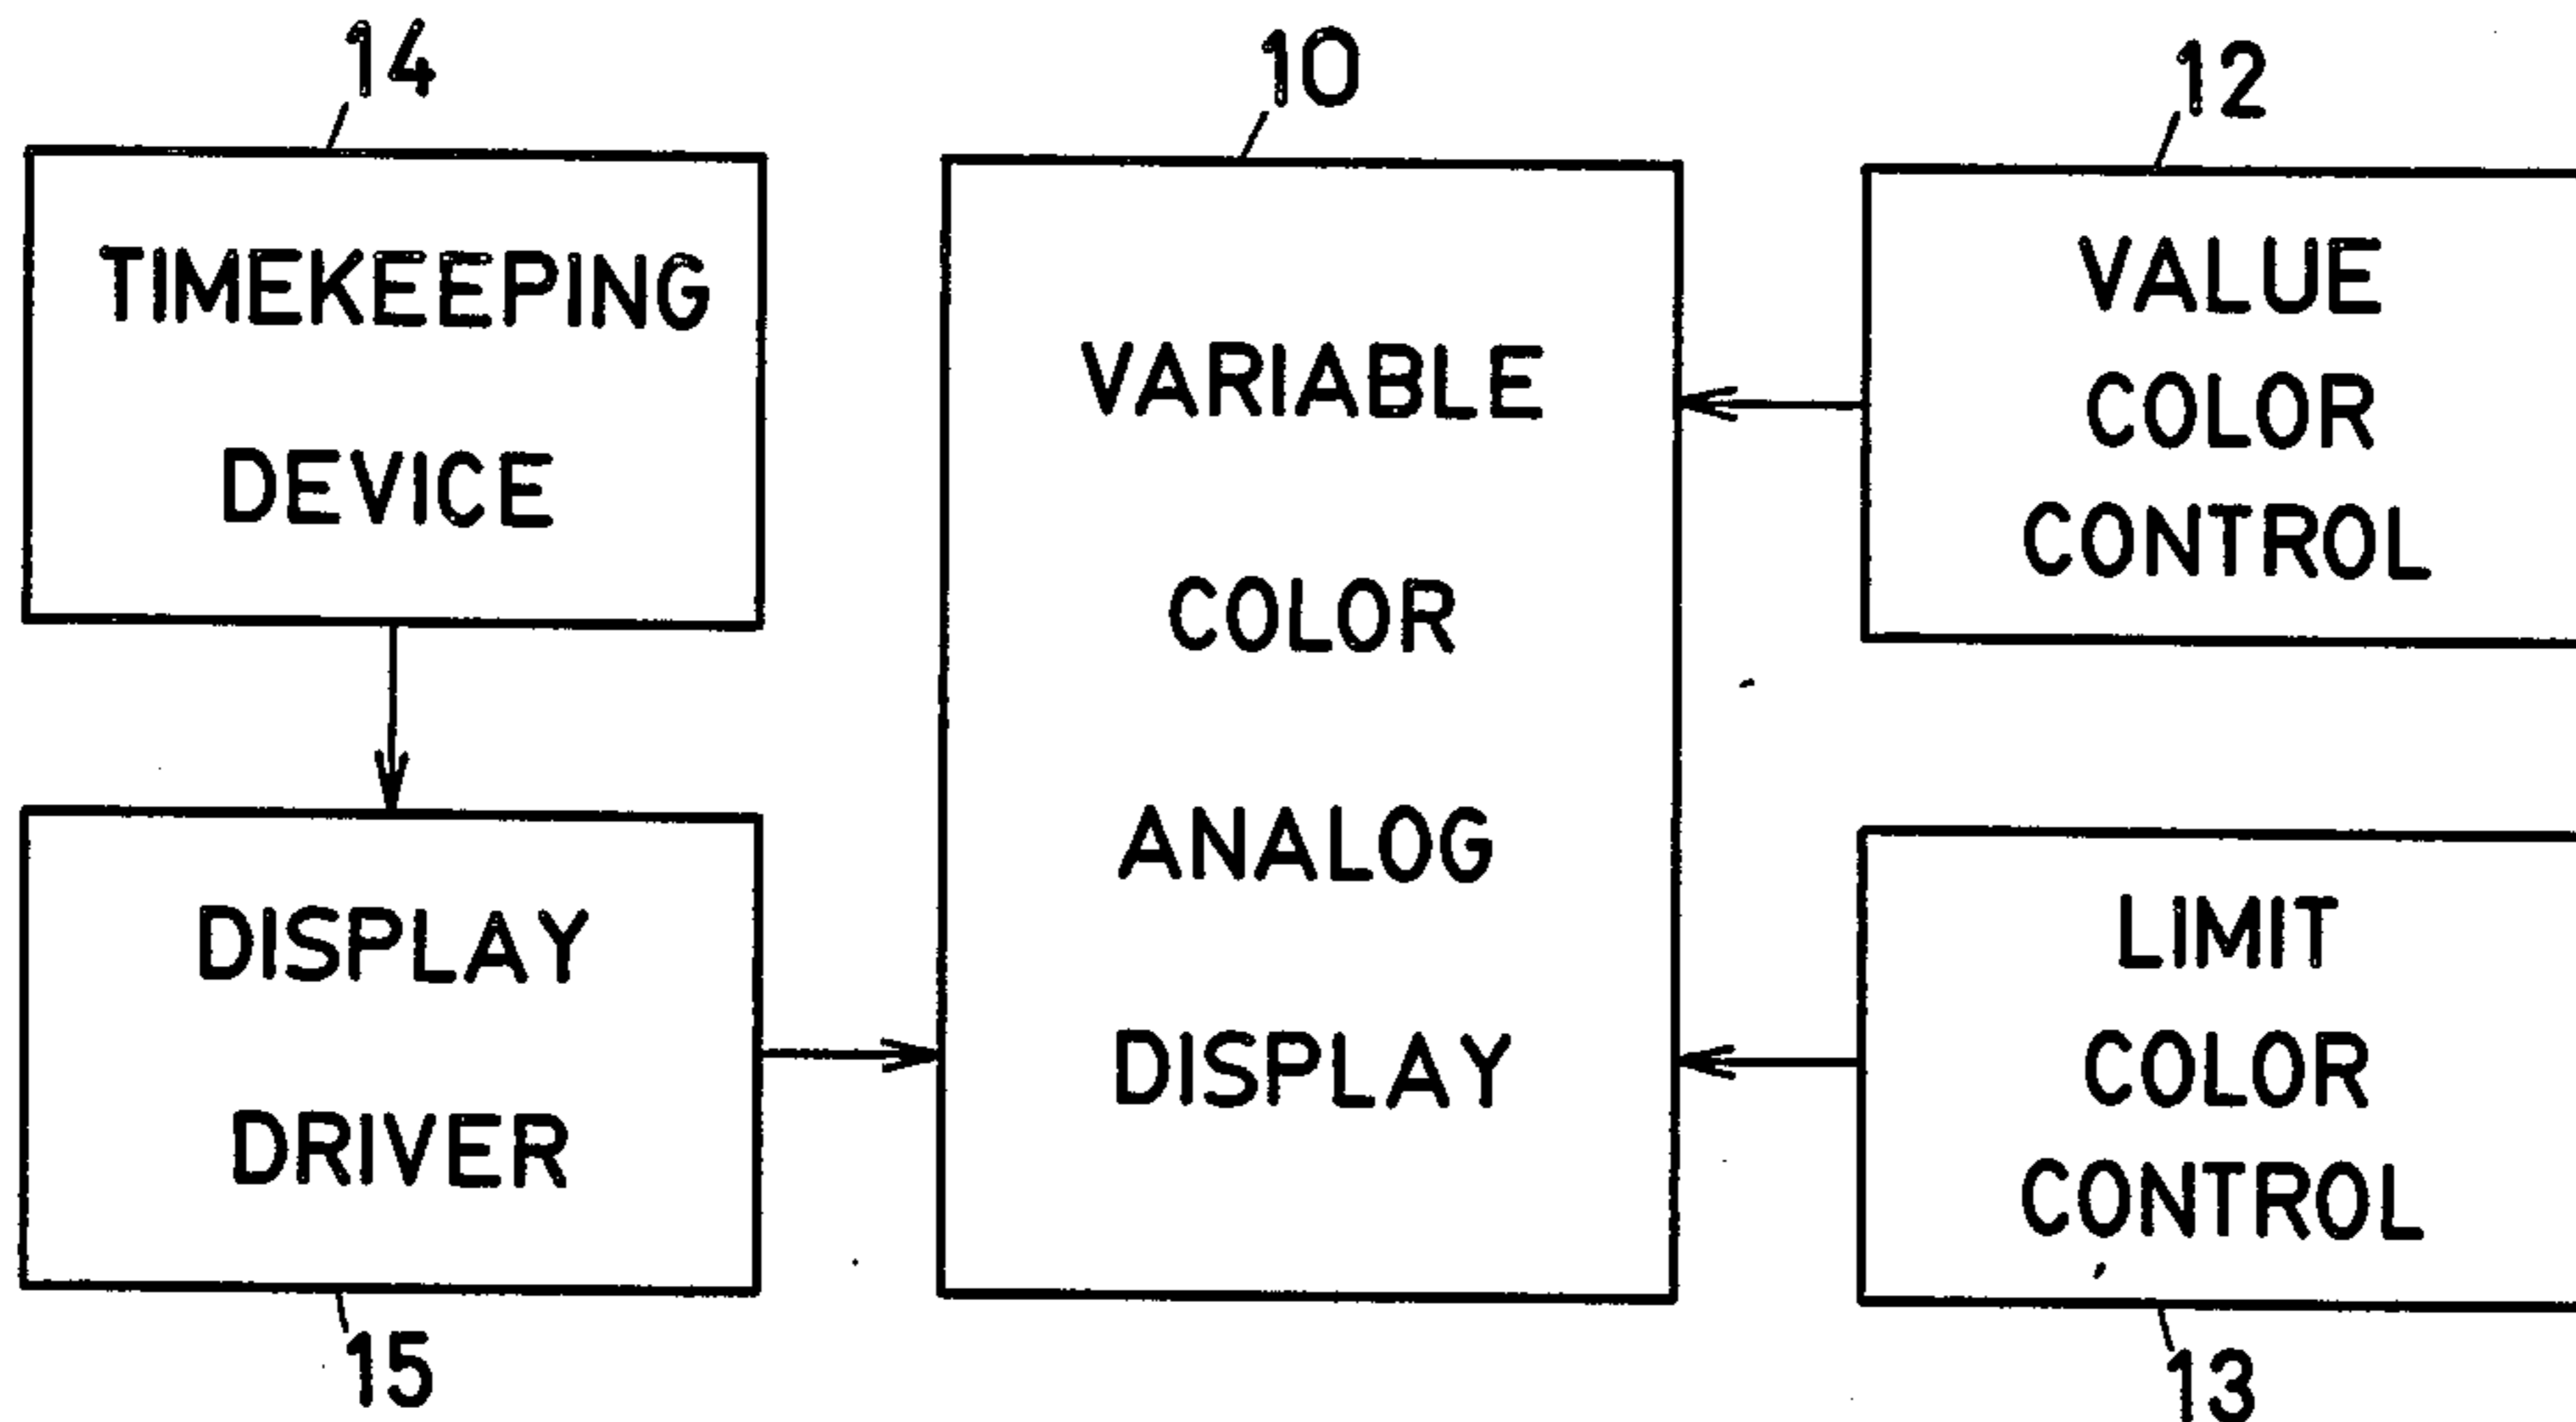 14
TIMEKEEPING
DEVICE
DISPLAY
DRIVER
15
10
VARIABLE
COLOR
ANALOG
DISPLAY
12
VALUE
COLOR
CONTROL
LIMIT
COLOR
CONTROL
13